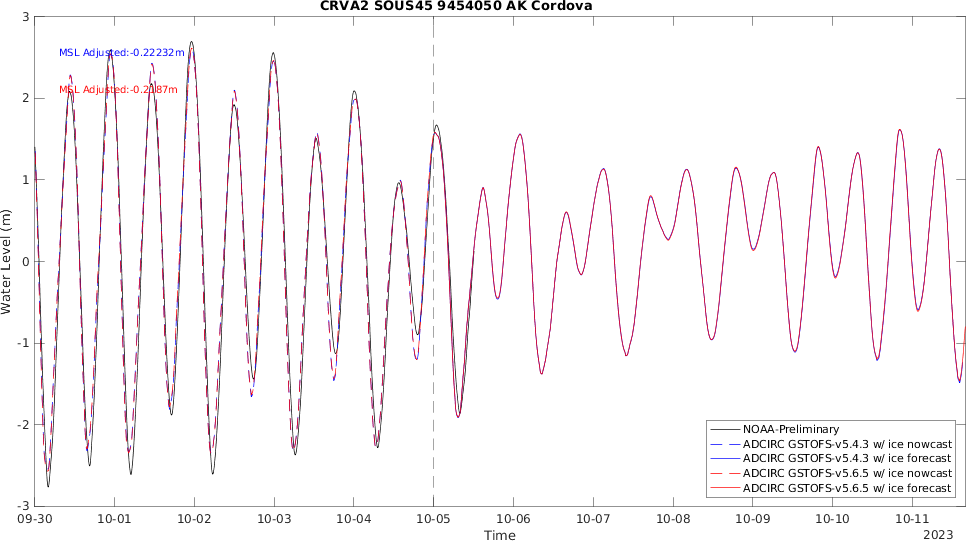 CRVA2 SOUS45 9454050 AK Cordova
3
MSL Adjusted:-0.22232m
MSL Adjusted:-0.2187m
2
1
0
-1
-2
-3
Water Level (m)
NOAA-Preliminary
ADCIRC GSTOFS-v5.4.3 w/ ice nowcast
ADCIRC GSTOFS-v5.4.3 w/ ice forecast
ADCIRC GSTOFS-v5.6.5 w/ ice nowcast
ADCIRC GSTOFS-v5.6.5 w/ ice forecast
09-30 10-01 10-02 10-03 10-04 10-05 10-06 10-07 10-08 10-09 10-10 10-11
Time
2023